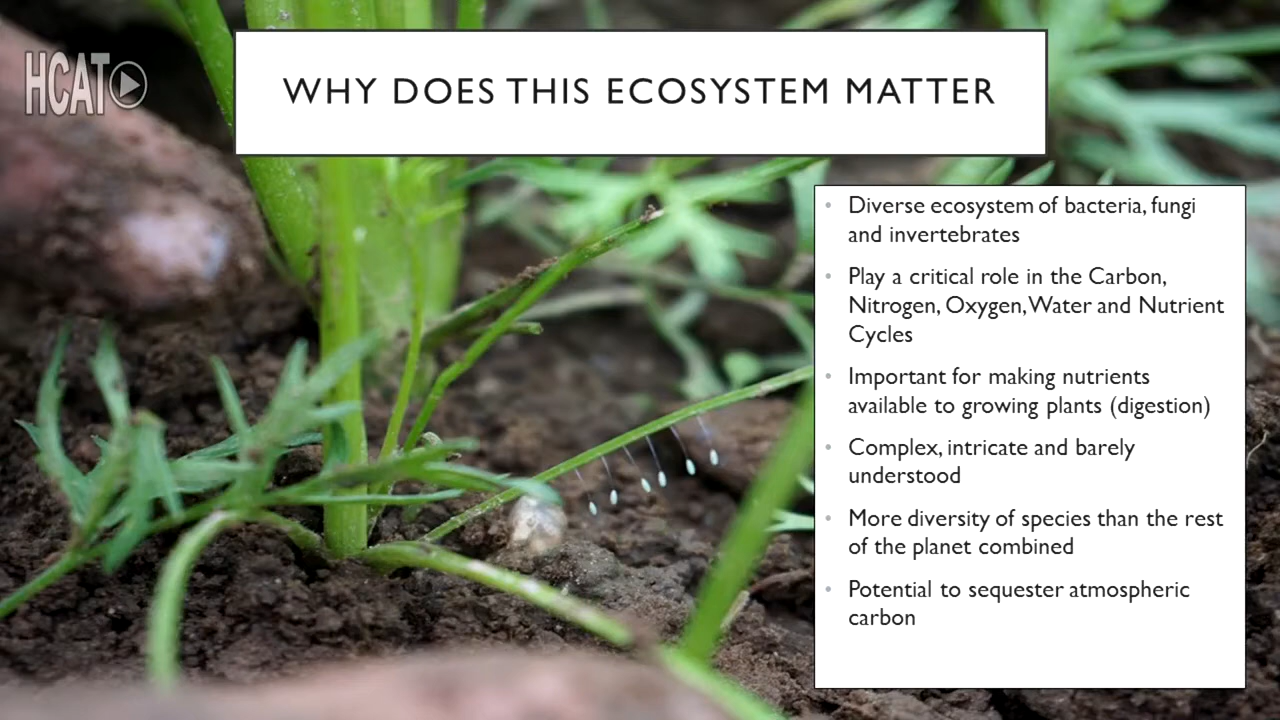 HCAT
WHY DOES THIS ECOSYSTEM MATTER
• Diverse ecosystem of bacteria, fungi
and invertebrates
• Play a critical role in the Carbon,
Nitrogen, Oxygen, Water and Nutrient
Cycles
• Important for making nutrients
available to growing plants (digestion)
• Complex, intricate and barely
understood
• More diversity of species than the rest
of the planet combined
• Potential to sequester atmospheric
carbon